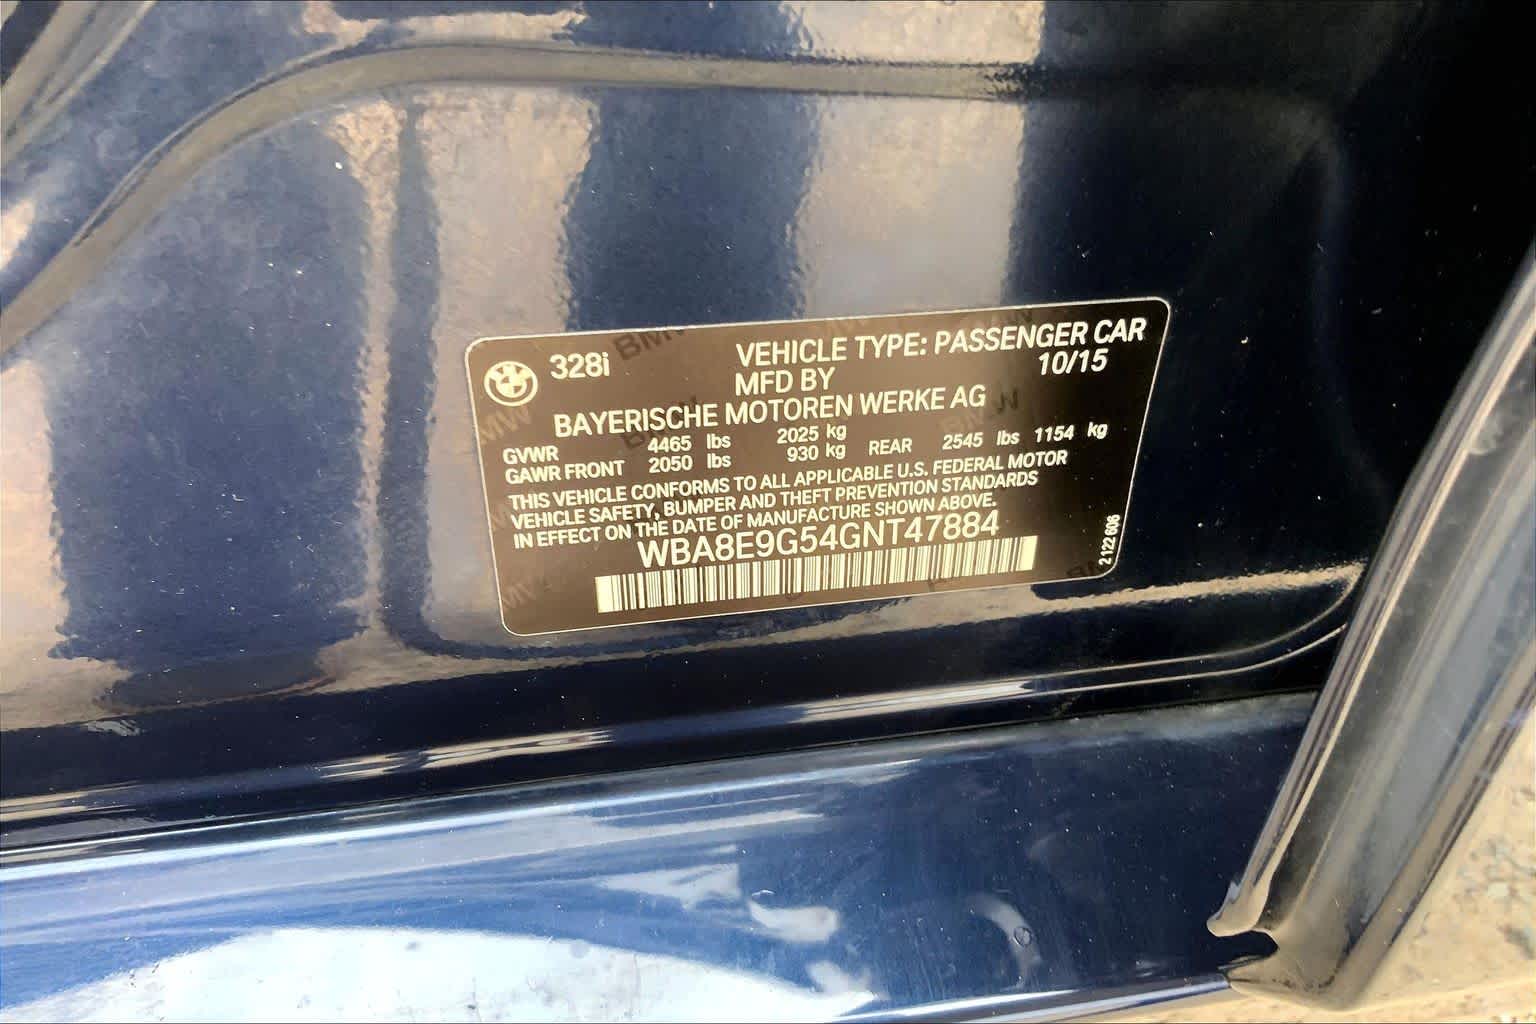 328i VEHICLE TYPE: PASSENGER CAR
MFD BY 10/15
BAYERISCHE MOTOREN WERKE AG
GVWR 4465 lbs 2025 kg
GAWR FRONT 2050 lbs 930 kg REAR 2545 lbs 1154 kg
THIS VEHICLE CONFORMS TO ALL APPLICABLE U.S. FEDERAL MOTOR
VEHICLE SAFETY, BUMPER AND THEFT PREVENTION STANDARDS
IN EFFECT ON THE DATE OF MANUFACTURE SHOWN ABOVE.
WBA8E9G54GNT47884
2 122 606